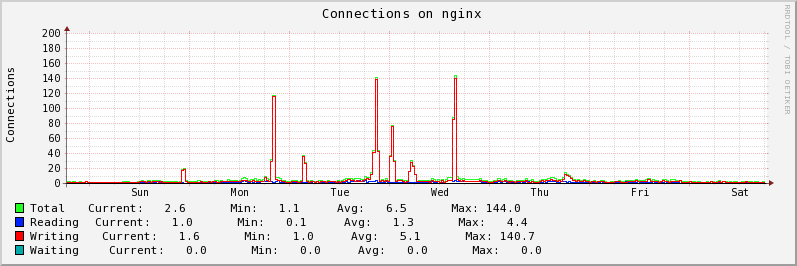 Connections on nginx
RRDTOOL / TOBI OETIKER
Connections
200
180
160
140
120
100
80
60
40
20
0
Sun Mon Tue Wed Thu Fri Sat
Total Current: 2.6 Min: 1.1 Avg: 6.5 Max: 144.0
Reading Current: 1.0 Min: 0.1 Avg: 1.3 Max: 4.4
Writing Current: 1.6 Min: 1.0 Avg: 5.1 Max: 140.7
Waiting Current: 0.0 Min: 0.0 Avg: 0.0 Max: 0.0